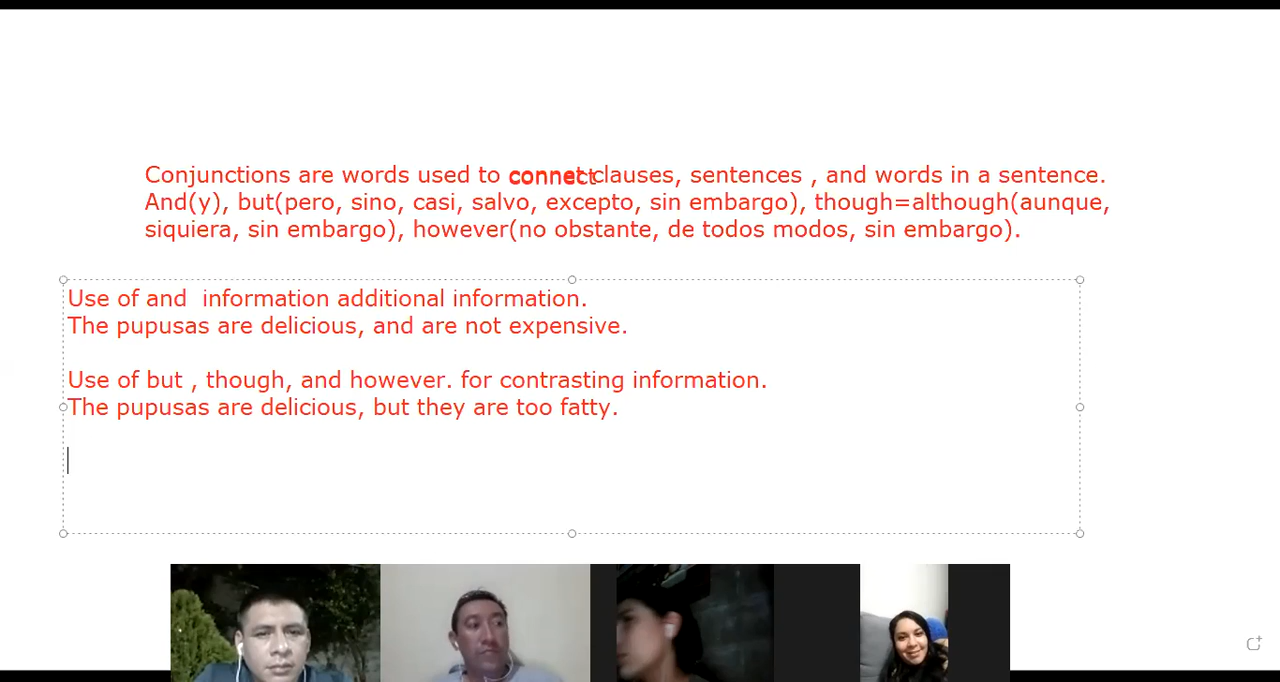 Conjunctions are words used to connect clauses, sentences , and words in a sentence.
And(y), but(pero, sino, casi, salvo, excepto, sin embargo), though=although(aunque,
siquiera, sin embargo), however(no obstante, de todos modos, sin embargo).
Use of and  information additional information.
The pupusas are delicious, and are not expensive.
Use of but , though, and however. for contrasting information.
The pupusas are delicious, but they are too fatty.